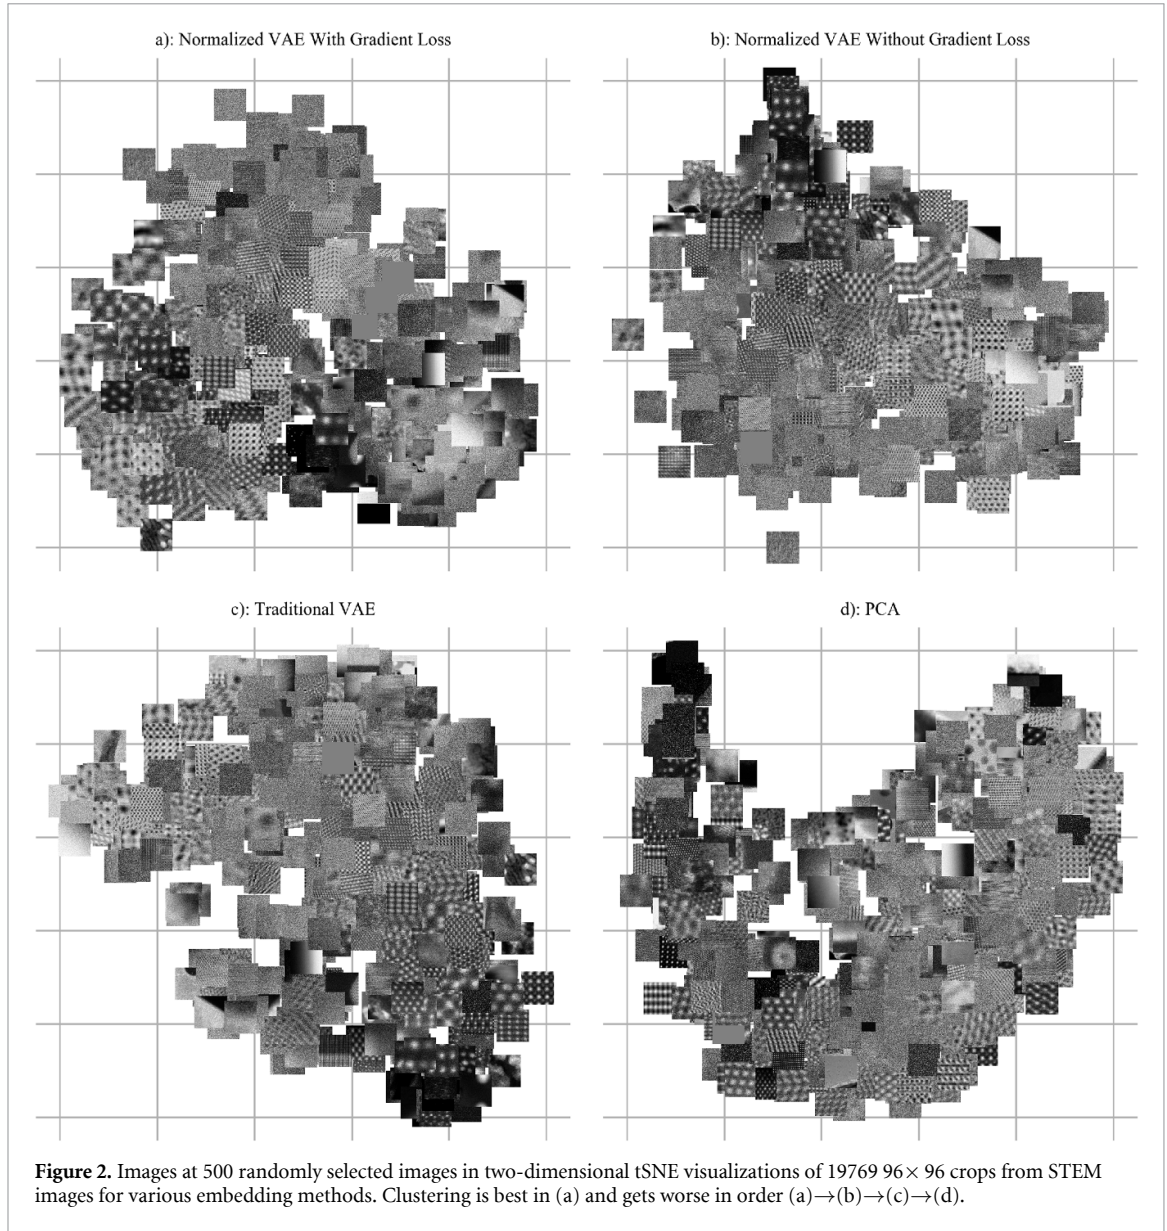 a): Normalized VAE With Gradient Loss
b): Normalized VAE Without Gradient Loss
c): Traditional VAE
d): PCA
Figure 2. Images at 500 randomly selected images in two-dimensional tSNE visualizations of 19769 96× 96 crops from STEM
images for various embedding methods. Clustering is best in (a) and gets worse in order (a)→(b)→(c)→(d).